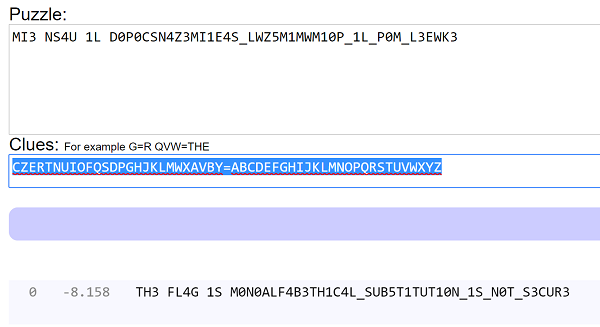 Puzzle:
MI3 NS4U 1L D0P0CSN4Z3MI1E4S_LWZ5M1MWM10P_1L_P0M_L3EWK3
Clues: For example G=R QVW=THE
CZERTNUIOFQSDPGHJKLMWXAVBY=ABCDEFGHIJKLMNOPQRSTUVWXYZ
0 -8.158 TH3 FL4G 1S M0N0ALF4B3TH1C4L_SUB5T1TUT10N_1S_N0T_S3CUR3